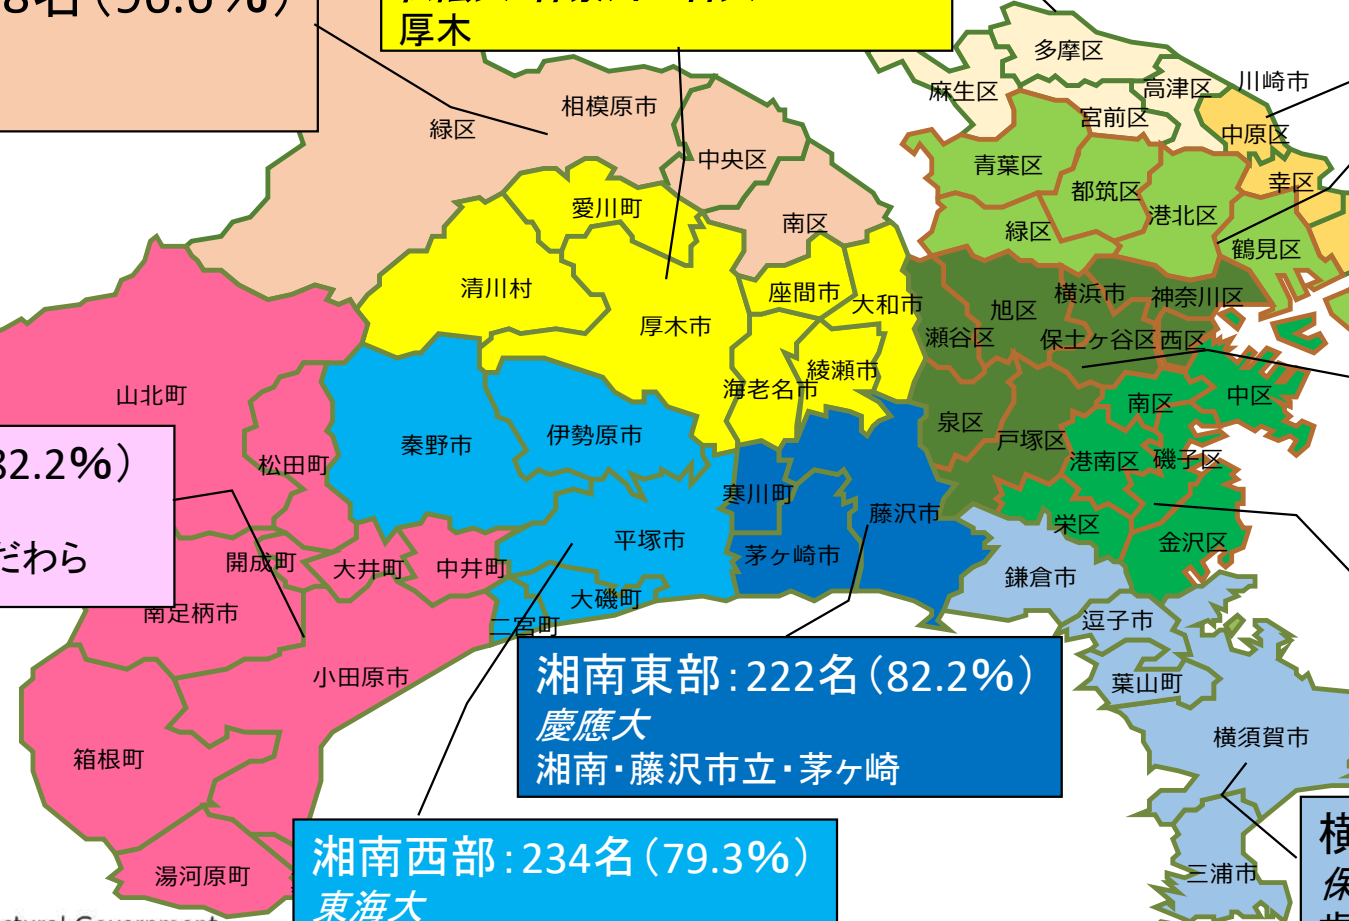 8名（96.6％）
厚木
多摩区
麻生区
高津区
川崎市
宮前区
中原区
相模原市
緑区
中央区
青葉区
都筑区
幸区
港北区
愛川町
南区
緑区
鶴見区
清川村
座間市
大和市
横浜市
神奈川区
旭区
厚木市
瀬谷区
保土ヶ谷区
西区
綾瀬市
海老名市
山北町
中区
南区
泉区
戸塚区
秦野市
伊勢原市
港南区
磯子区
82.2％）
松田町
寒川町
藤沢市
栄区
だわら
平塚市
茅ヶ崎市
金沢区
開成町
大井町
中井町
鎌倉市
大磯町
南足柄市
二宮町
逗子市
小田原市
葉山町
湘南東部：222名（82.2％）
慶應大
湘南・藤沢市立・茅ヶ崎
横須賀市
箱根町
横
湘南西部：234名（79.3％）
東海大
湯河原町
三浦市
保